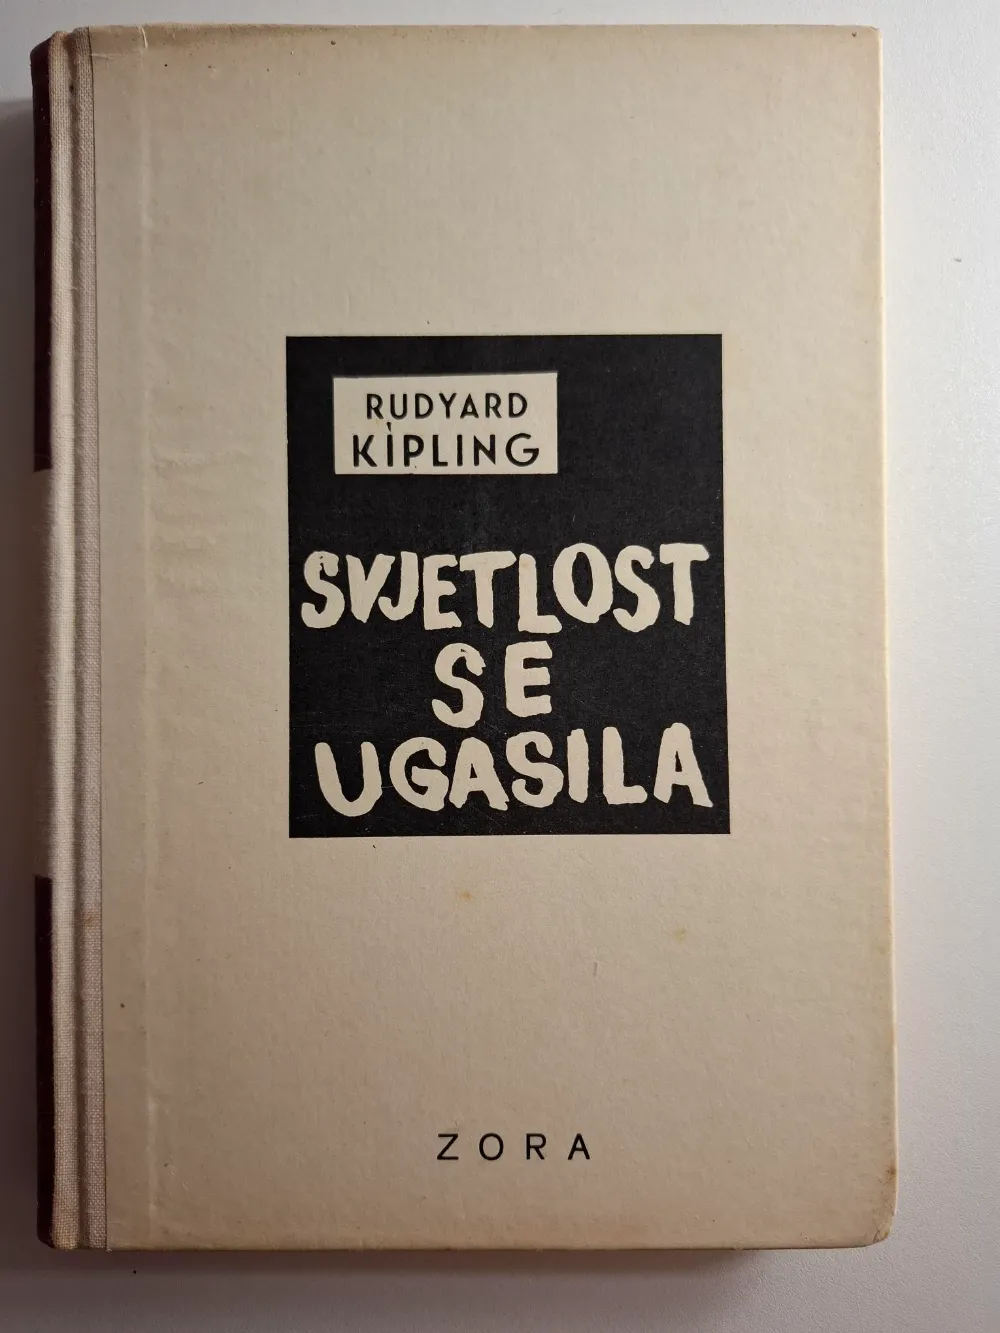 RUDYARD
KIPLING
SVJETLOST
SE
UGASILA
ZORA